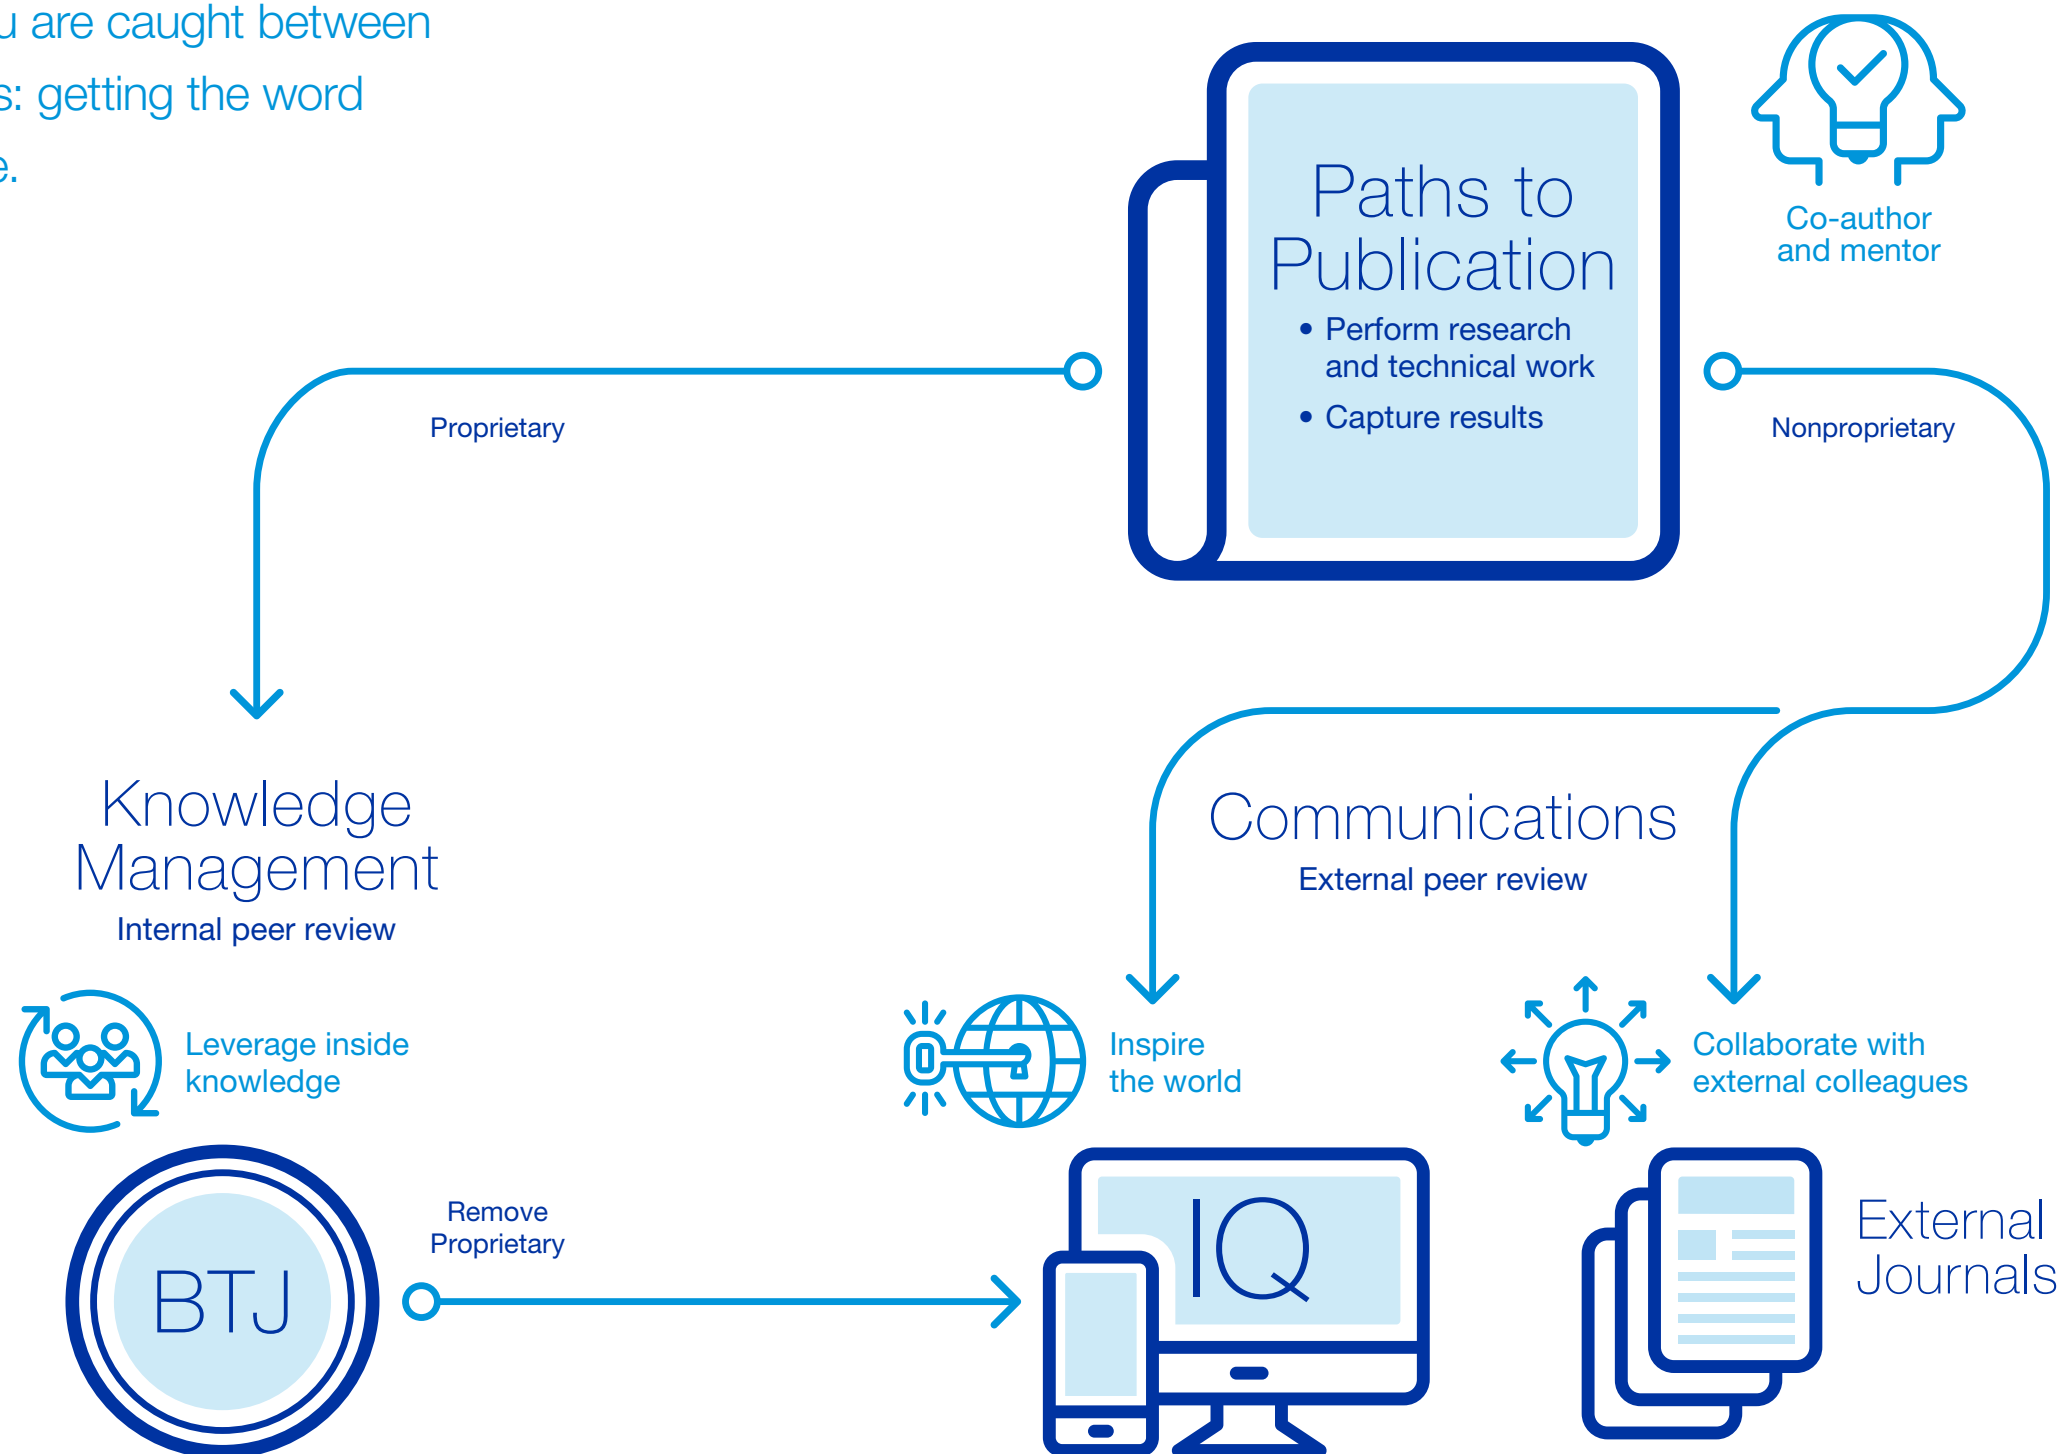 u are caught between
s: getting the word
e.
Co-author
and mentor
Paths to
Publication
• Perform research
and technical work
• Capture results
Proprietary
Nonproprietary
Knowledge
Management
Internal peer review
Communications
External peer review
Leverage inside
knowledge
Inspire
the world
Collaborate with
external colleagues
BTJ
Remove
Proprietary
IQ
External
Journals